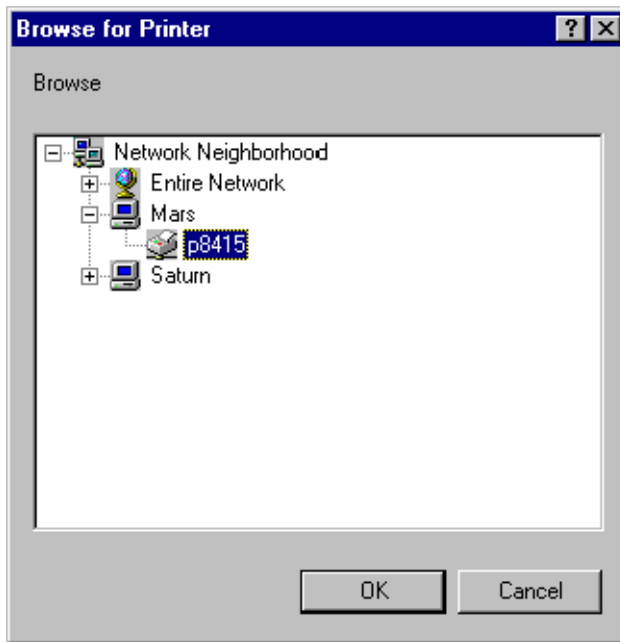 Browse for Printer
Browse
Network Neighborhood
Entire Network
Mars
p8415
Saturn
OK Cancel